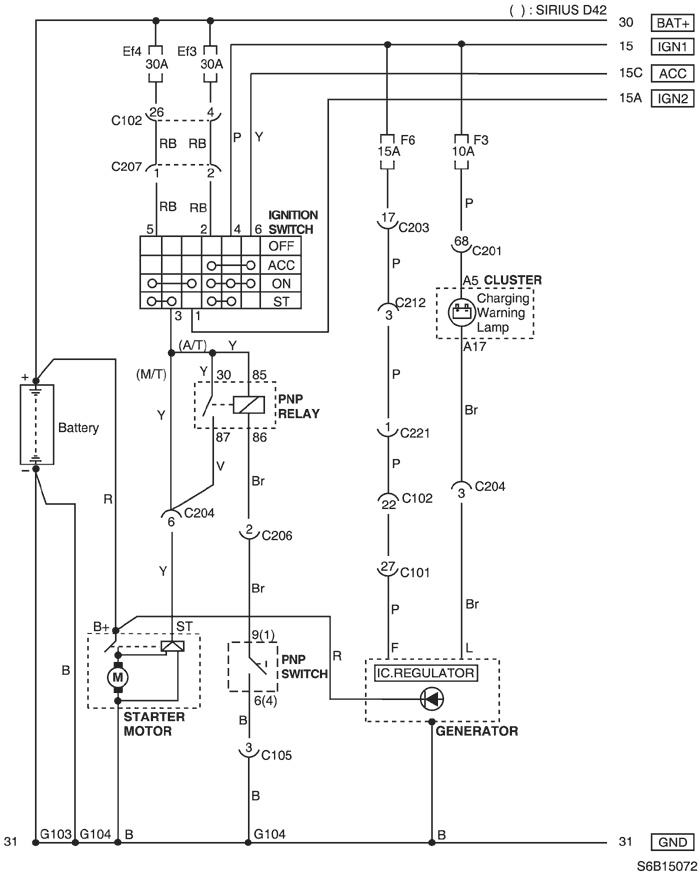 ( ) : SIRIUS D42
30 BAT+
15 IGN1
15C ACC
15A IGN2
Ef4 Ef3
30A 30A
26 4
C102
P Y
RB RB
C207
1 2
RB RB
F6 F3
15A 10A
P
17
C203
68
C201
P
IGNITION
SWITCH
5 2 4 6
OFF
ACC
ON
ST
3 1
A5 CLUSTER
Charging
Warning
Lamp
A17
C212
3
(A/T) Y
(M/T)
Y 30 85
PNP
RELAY
87 86
P
Br
+
Battery
−
Y
V
Br
1
C221
P
R
C204
6
2
C206
22
C102
C204
3
27
C101
Y
Br
P
Br
B+ ST
9(1)
PNP
SWITCH
6(4)
R
F L
IC.REGULATOR
GENERATOR
M
STARTER
MOTOR
B
B
3
C105
B
31 G103 G104 B G104 B 31 GND
S6B15072